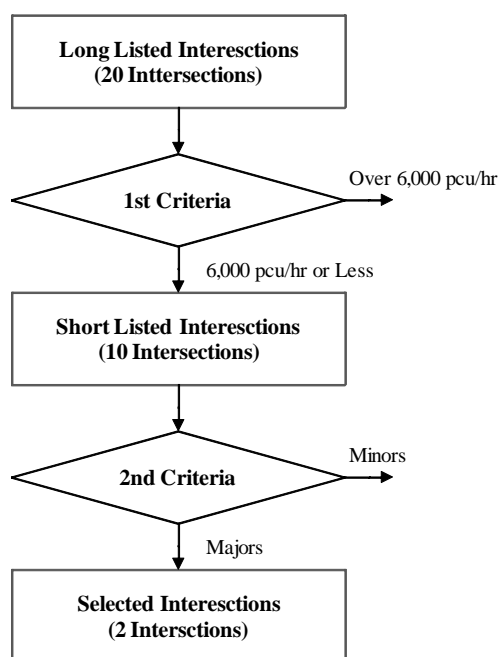 Long Listed Interesctions
(20 Inttersections)
1st Criteria
Over 6,000 pcu/hr
6,000 pcu/hr or Less
Short Listed Interesctions
(10 Intersections)
2nd Criteria
Minors
Majors
Selected Interesctions
(2 Intersctions)